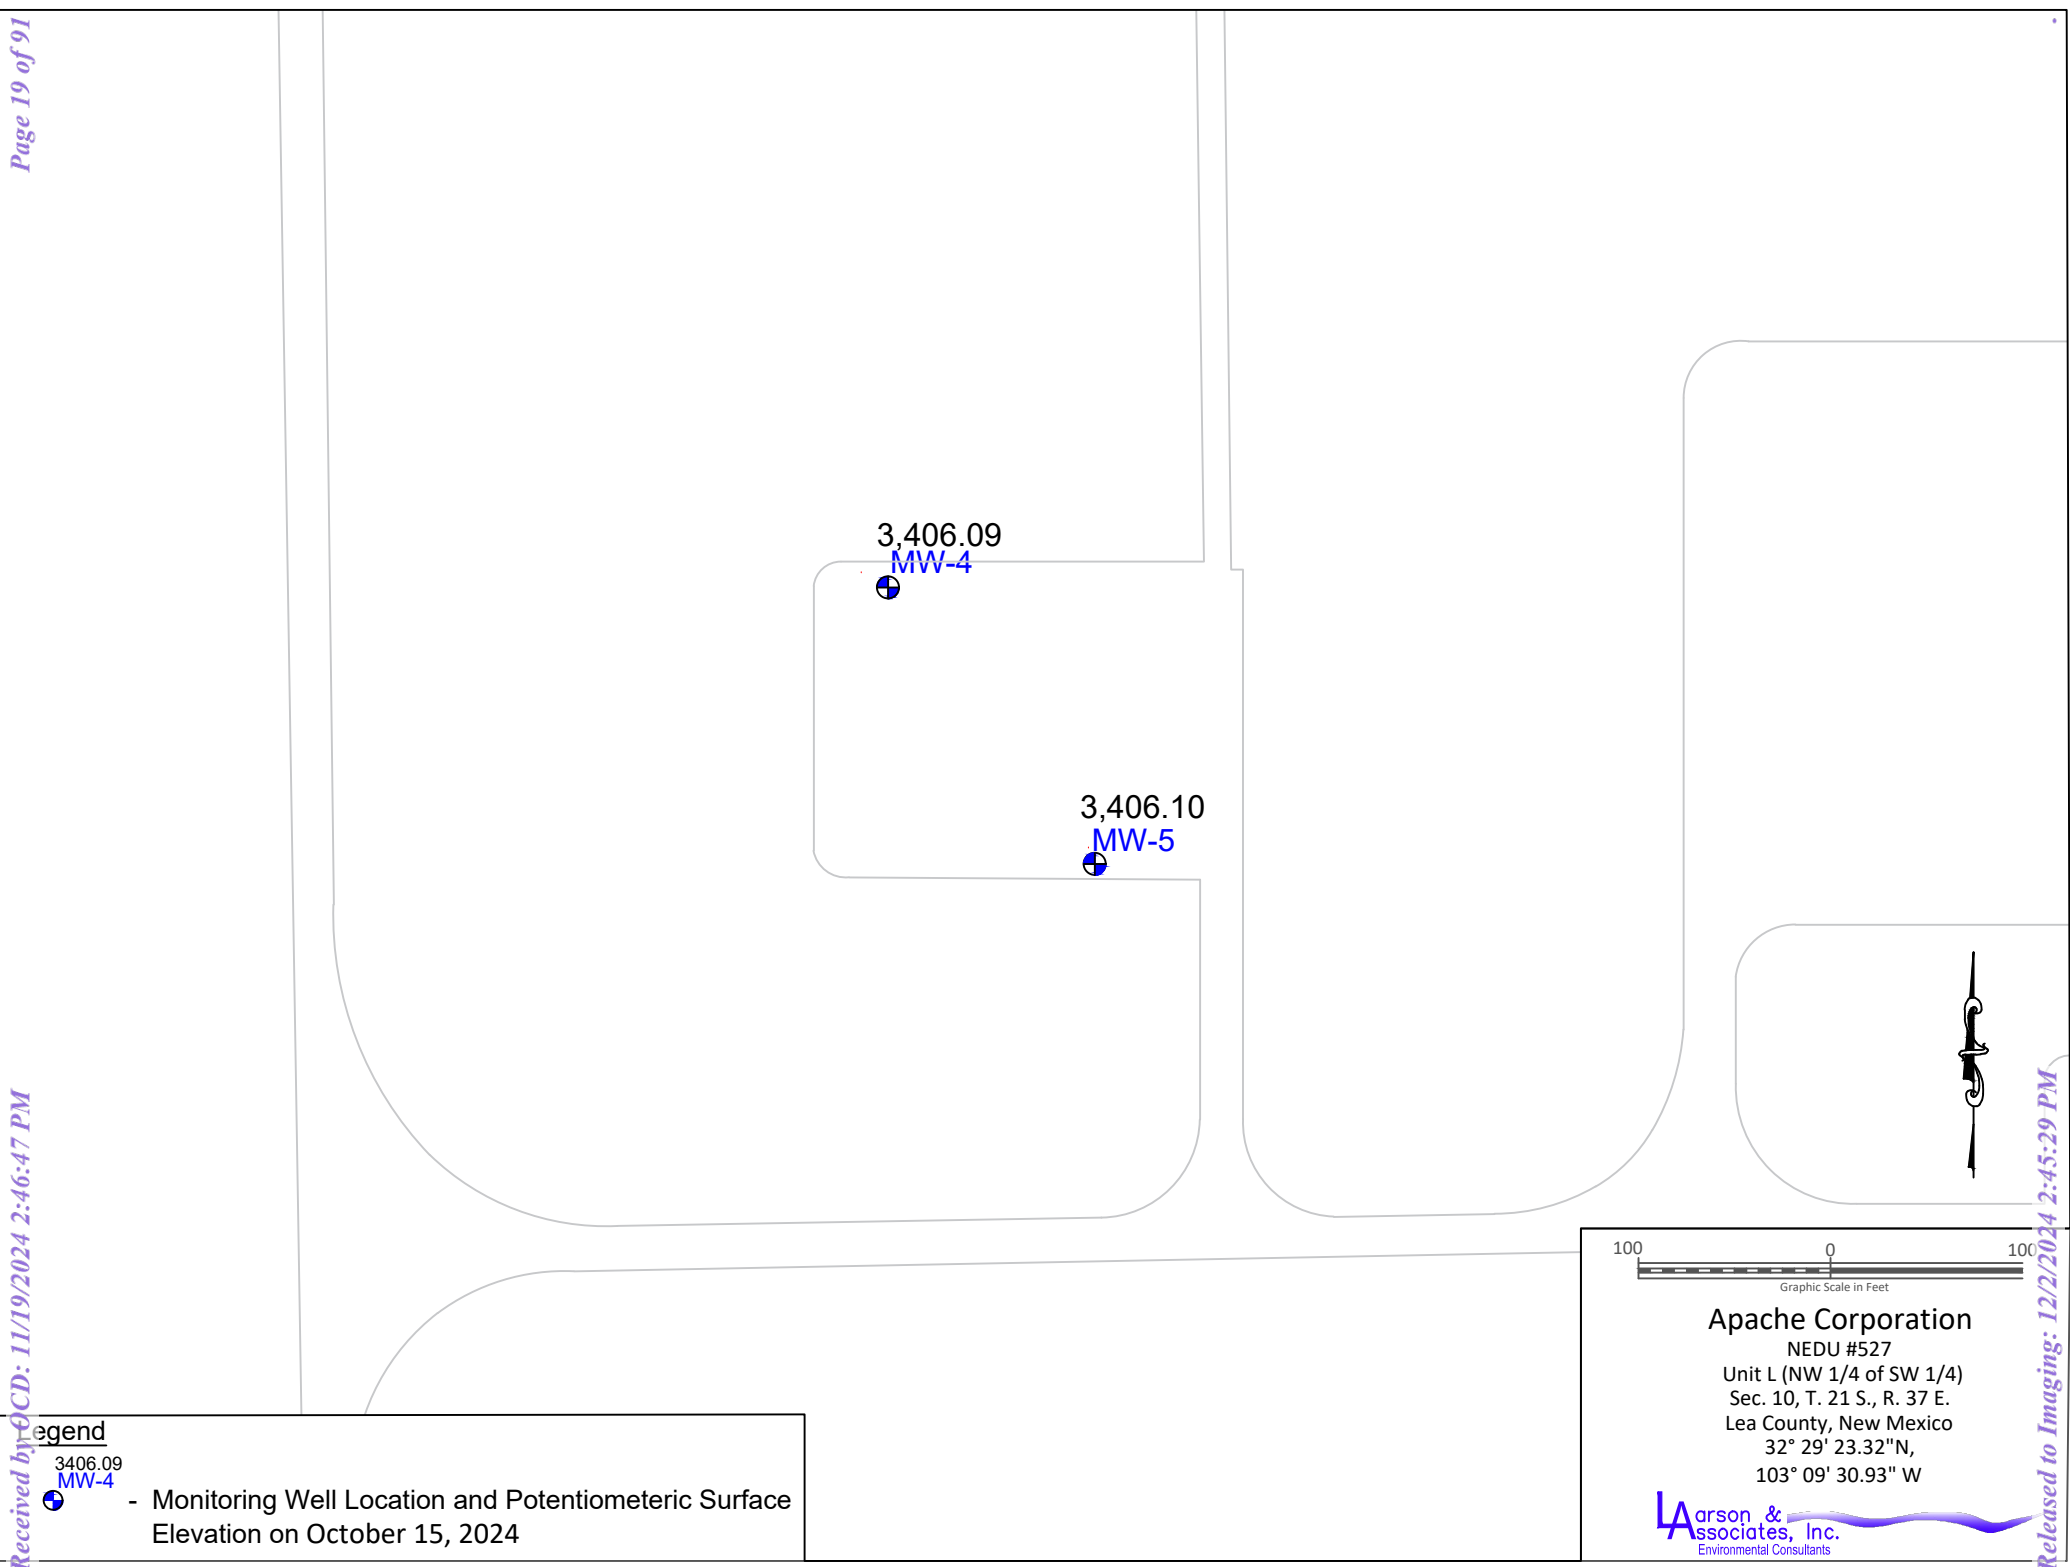 Page 19 of 91
3,406.09
MW-4
3,406.10
MW-5
Received by OCD: 11/19/2024 2:46:47 PM
Released to Imaging: 12/2/2024 2:45:29 PM
100 0 100
Graphic Scale in Feet
Apache Corporation
NEDU #527
Unit L (NW 1/4 of SW 1/4)
Sec. 10, T. 21 S., R. 37 E.
Lea County, New Mexico
32° 29' 23.32"N,
103° 09' 30.93" W
Larson &
Associates, Inc.
Environmental Consultants
Legend
3406.09
MW-4
- Monitoring Well Location and Potentiometeric Surface
Elevation on October 15, 2024